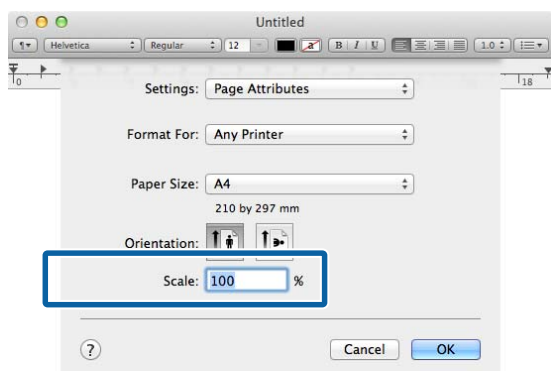 Untitled
¶ Helvetica Regular 12 a B I U 1.0
0 18
Settings: Page Attributes
Format For: Any Printer
Paper Size: A4
210 by 297 mm
Orientation:
Scale: 100 %
? Cancel OK